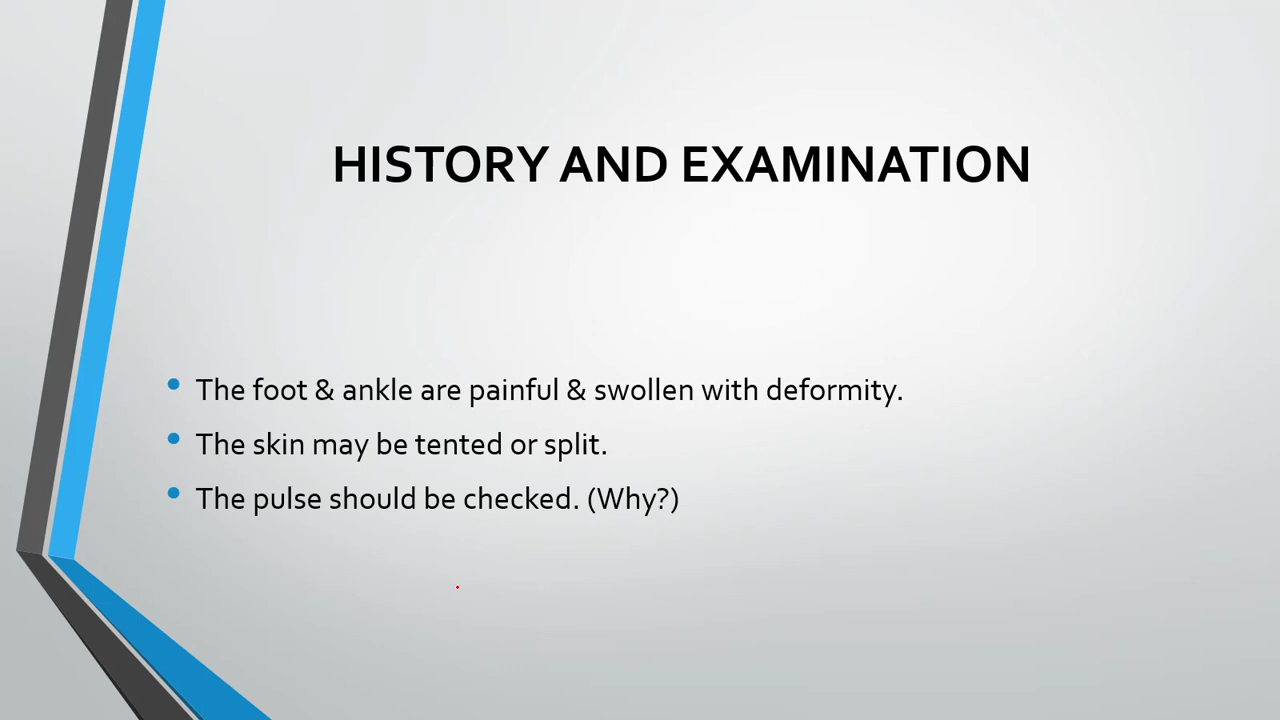 HISTORY AND EXAMINATION
• The foot & ankle are painful & swollen with deformity.
• The skin may be tented or split.
• The pulse should be checked. (Why?)